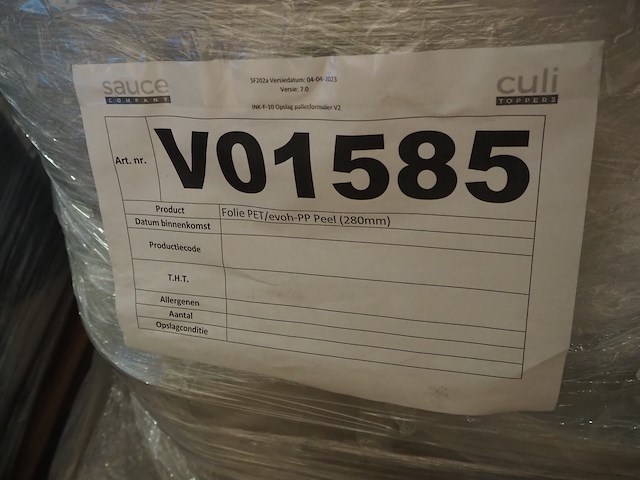 sauce
COMPANY
SF202a Versiedatum: 04-04-2023
Versie: 7.0
INK-F-10 Opslag palletformulier V2
culi
TOPPERS
Art. nr. V01585
Product Folie PET/evoh-PP Peel (280mm)
Datum binnenkomst
Productiecode
T.H.T.
Allergenen
Aantal
Opslagconditie